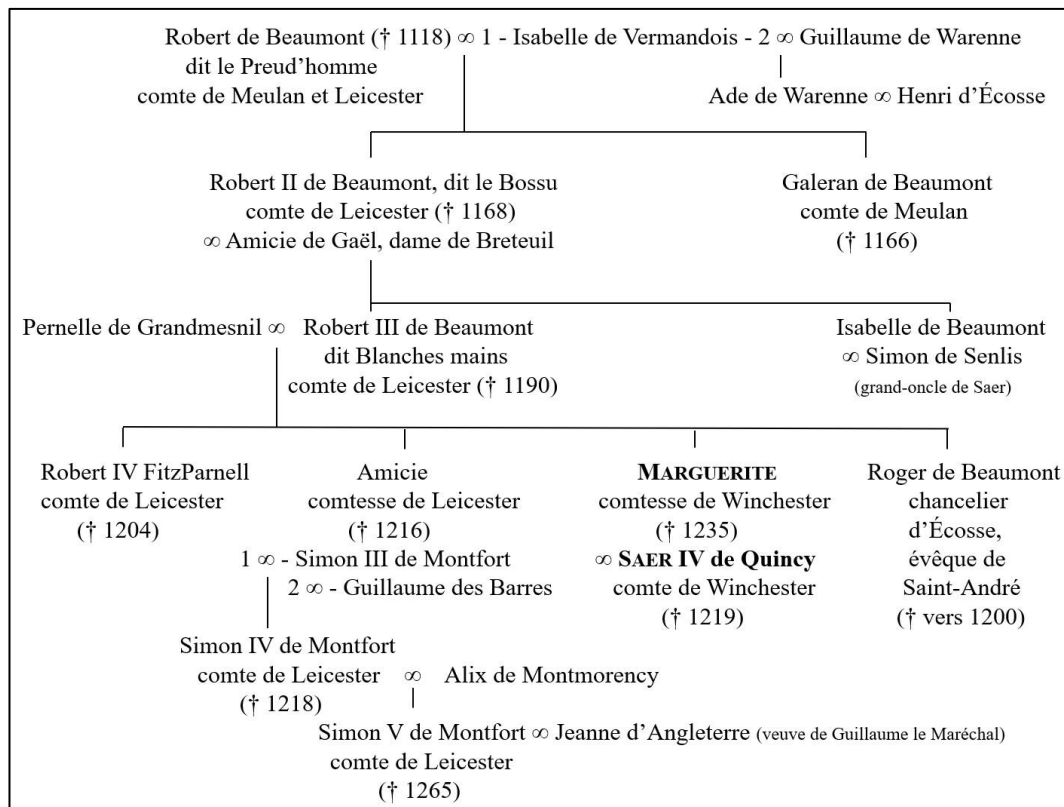 Robert de Beaumont († 1118) ∞ 1 - Isabelle de Vermandois - 2 ∞ Guillaume de Warenne
dit le Preud’homme
comte de Meulan et Leicester
Ade de Warenne ∞ Henri d’Écosse
Robert II de Beaumont, dit le Bossu
comte de Leicester († 1168)
∞ Amicie de Gaël, dame de Breteuil
Galeran de Beaumont
comte de Meulan
(† 1166)
Pernelle de Grandmesnil ∞
Robert III de Beaumont
dit Blanches mains
comte de Leicester († 1190)
Isabelle de Beaumont
∞ Simon de Senlis
(grand-oncle de Saer)
Robert IV FitzParnell
comte de Leicester
(† 1204)
Amicie
comtesse de Leicester
(† 1216)
1 ∞ - Simon III de Montfort
2 ∞ - Guillaume des Barres
MARGUERITE
comtesse de Winchester
(† 1235)
∞ SAER IV de Quincy
comte de Winchester
(† 1219)
Roger de Beaumont
chancelier
d’Écosse,
évêque de
Saint-André
(† vers 1200)
Simon IV de Montfort
comte de Leicester ∞ Alix de Montmorency
(† 1218)
Simon V de Montfort ∞ Jeanne d’Angleterre (veuve de Guillaume le Maréchal)
comte de Leicester
(† 1265)